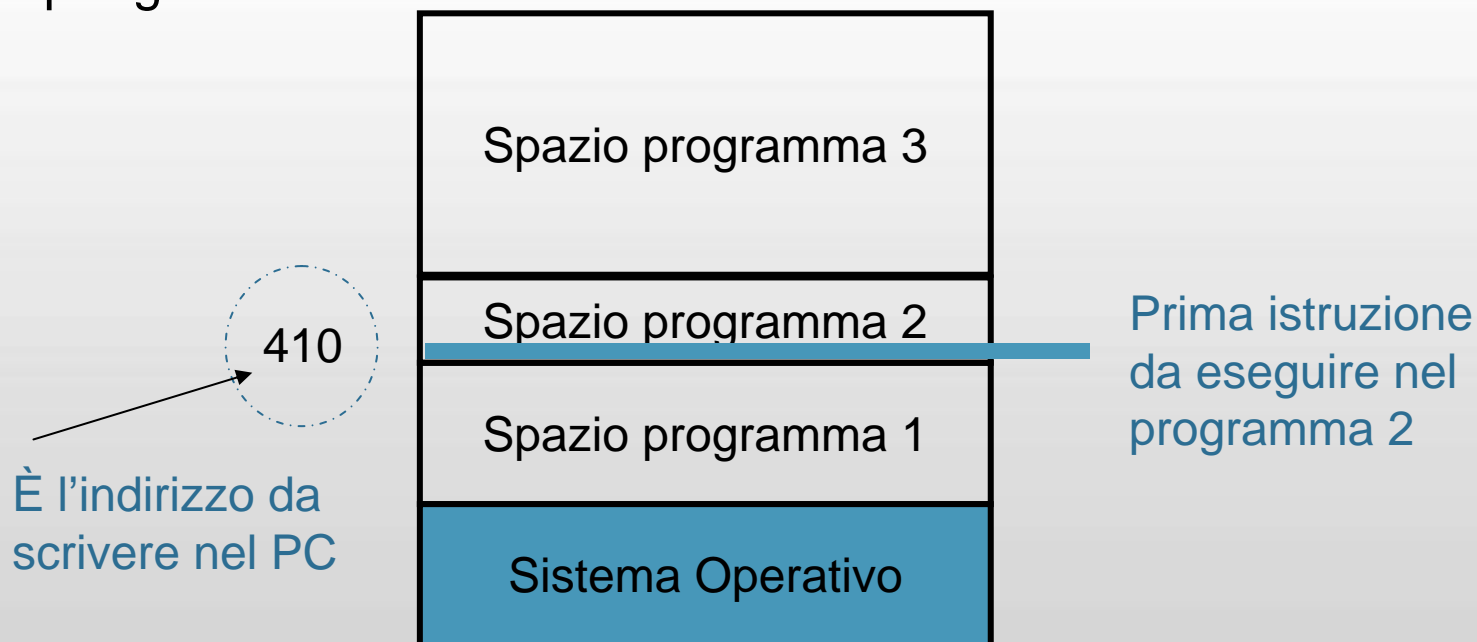 Spazio programma 3
410
Spazio programma 2
Prima istruzione
da eseguire nel
programma 2
Spazio programma 1
È l’indirizzo da
scrivere nel PC
Sistema Operativo